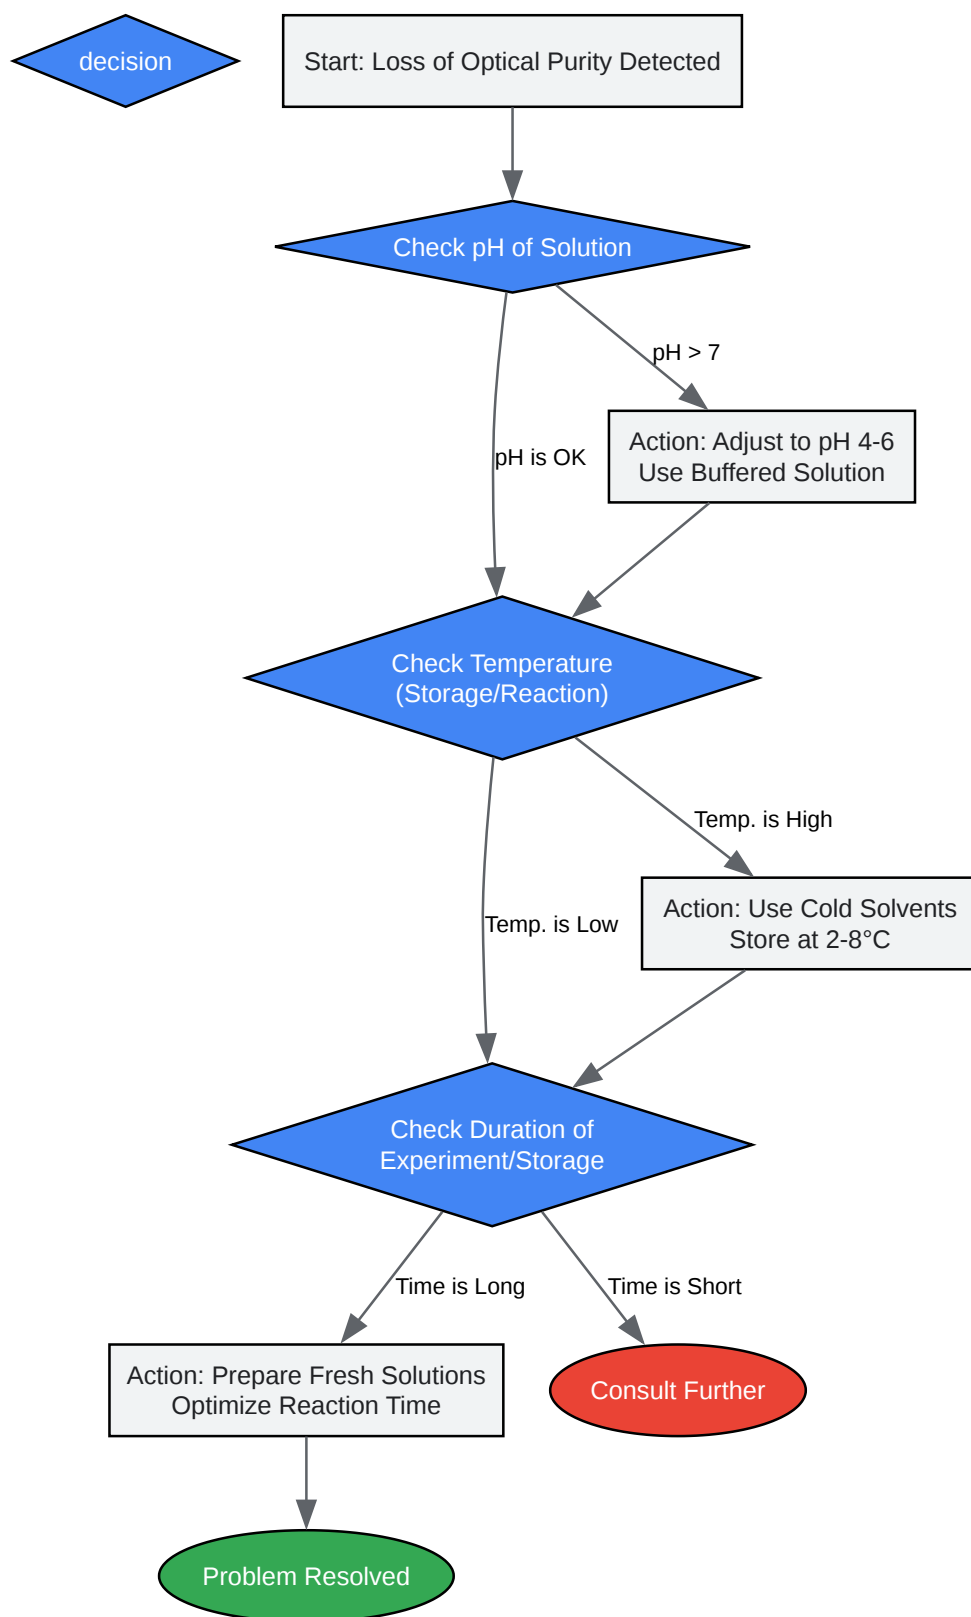 decision
Start: Loss of Optical Purity Detected
Check pH of Solution
pH > 7
Action: Adjust to pH 4-6
Use Buffered Solution
pH is OK
Check Temperature
(Storage/Reaction)
Temp. is High
Action: Use Cold Solvents
Store at 2-8°C
Temp. is Low
Check Duration of
Experiment/Storage
Time is Long
Time is Short
Action: Prepare Fresh Solutions
Optimize Reaction Time
Consult Further
Problem Resolved